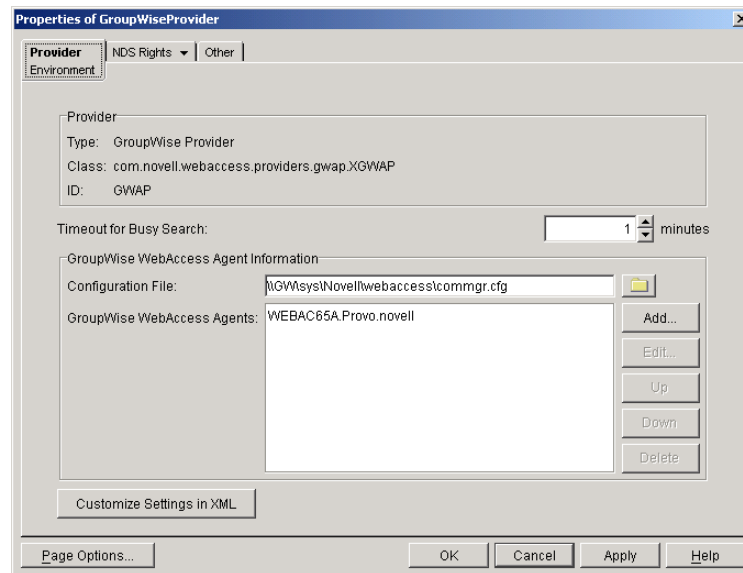 Properties of GroupWiseProvider
Provider NDS Rights Other
Environment
Provider
Type: GroupWise Provider
Class: com.novell.webaccess.providers.gwap.XGWAP
ID: GWAP
Timeout for Busy Search: 1 minutes
GroupWise WebAccess Agent Information
Configuration File: \\GW\sys\Novell\webaccess\commgr.cfg
GroupWise WebAccess Agents: WEBAC65A.Provo.novell Add...
Edit...
Up
Down
Delete
Customize Settings in XML
Page Options... OK Cancel Apply Help